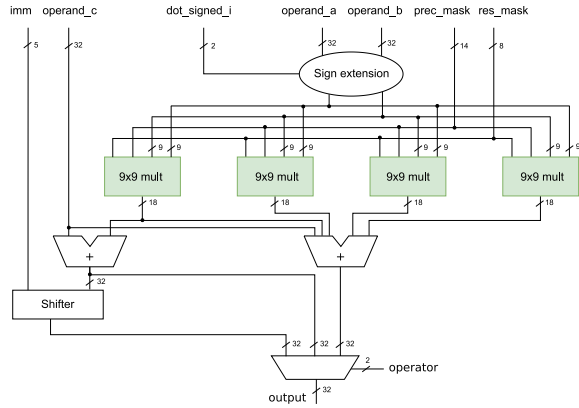 imm operand_c dot_signed_i operand_a operand_b prec_mask res_mask
5 32 2 32 32 14 8
Sign extension
9 9 9 9 9 9 9 9
9x9 mult 9x9 mult 9x9 mult 9x9 mult
18 18 18 18
+ +
32
Shifter
32 32 32
2
operator
output 32